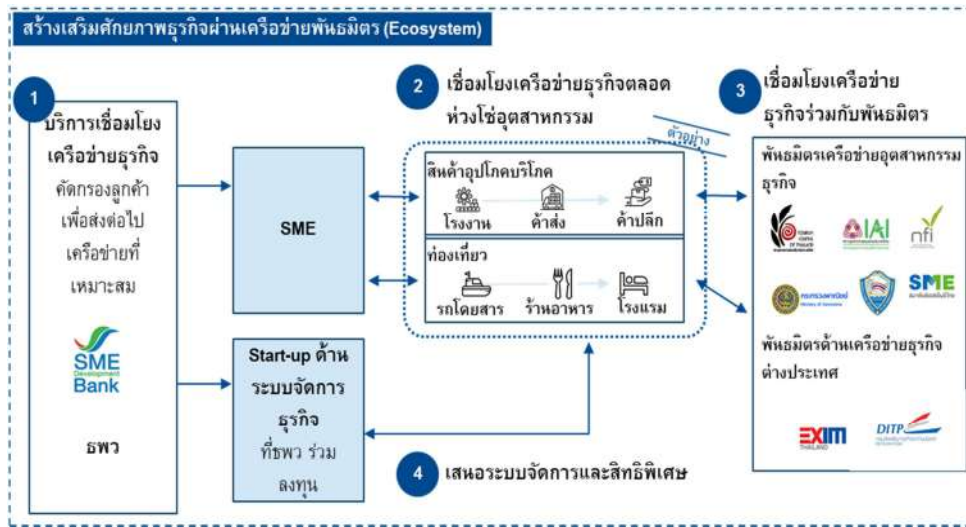 สร้างเสริมศักยภาพธุรกิจผ่านเครือข่ายพันธมิตร (Ecosystem)
1
บริการเชื่อมโยง
เครือข่ายธุรกิจ
คัดกรองลูกค้า
เพื่อส่งต่อไป
เครือข่ายที่
เหมาะสม
SME
Development
Bank
ธพว
SME
Start-up ด้าน
ระบบจัดการ
ธุรกิจ
ที่ธพว ร่วม
ลงทุน
2
เชื่อมโยงเครือข่ายธุรกิจตลอด
ห่วงโซ่อุตสาหกรรม
ตัวอย่าง
สินค้าอุปโภคบริโภค
โรงงาน
ค้าส่ง
ค้าปลีก
ท่องเที่ยว
รถโดยสาร
ร้านอาหาร
โรงแรม
4
เสนอระบบจัดการและสิทธิพิเศษ
3
เชื่อมโยงเครือข่าย
ธุรกิจร่วมกับพันธมิตร
พันธมิตรเครือข่ายอุตสาหกรรม
ธุรกิจ
nfi
กระทรวงพาณิชย์
Ministry of Commerce
SME
พันธมิตรด้านเครือข่ายธุรกิจ
ต่างประเทศ
EXIM
THAILAND
DITP